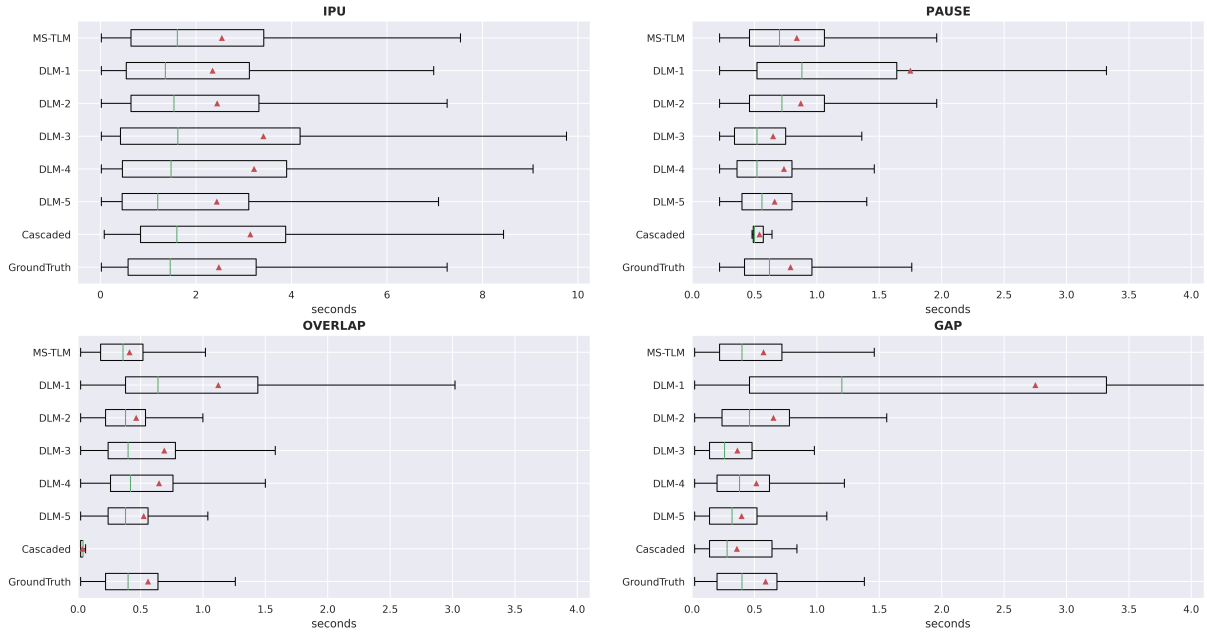 IPU
MS-TLM
DLM-1
DLM-2
DLM-3
DLM-4
DLM-5
Cascaded
GroundTruth
0 2 4 6 8 10
seconds
PAUSE
MS-TLM
DLM-1
DLM-2
DLM-3
DLM-4
DLM-5
Cascaded
GroundTruth
0.0 0.5 1.0 1.5 2.0 2.5 3.0 3.5 4.0
seconds
OVERLAP
MS-TLM
DLM-1
DLM-2
DLM-3
DLM-4
DLM-5
Cascaded
GroundTruth
0.0 0.5 1.0 1.5 2.0 2.5 3.0 3.5 4.0
seconds
GAP
MS-TLM
DLM-1
DLM-2
DLM-3
DLM-4
DLM-5
Cascaded
GroundTruth
0.0 0.5 1.0 1.5 2.0 2.5 3.0 3.5 4.0
seconds